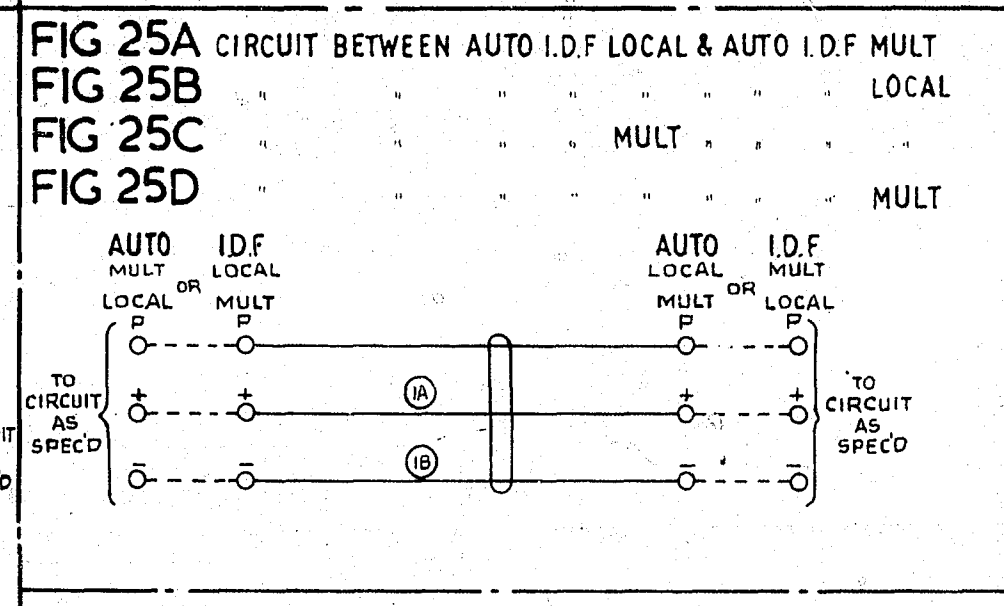 FIG 25A CIRCUIT BETWEEN AUTO I.D.F LOCAL & AUTO I.D.F MULT
FIG 25B " " " " " " " " LOCAL
FIG 25C " " " " MULT " " " "
FIG 25D " " " " " " " " MULT
AUTO I.D.F AUTO I.D.F
MULT LOCAL LOCAL MULT
OR OR
LOCAL MULT MULT LOCAL
P P P P
TO
CIRCUIT
AS
SPEC'D
+ + 1A + +
TO
CIRCUIT
AS
SPEC'D
- - 1B - -
IT
D